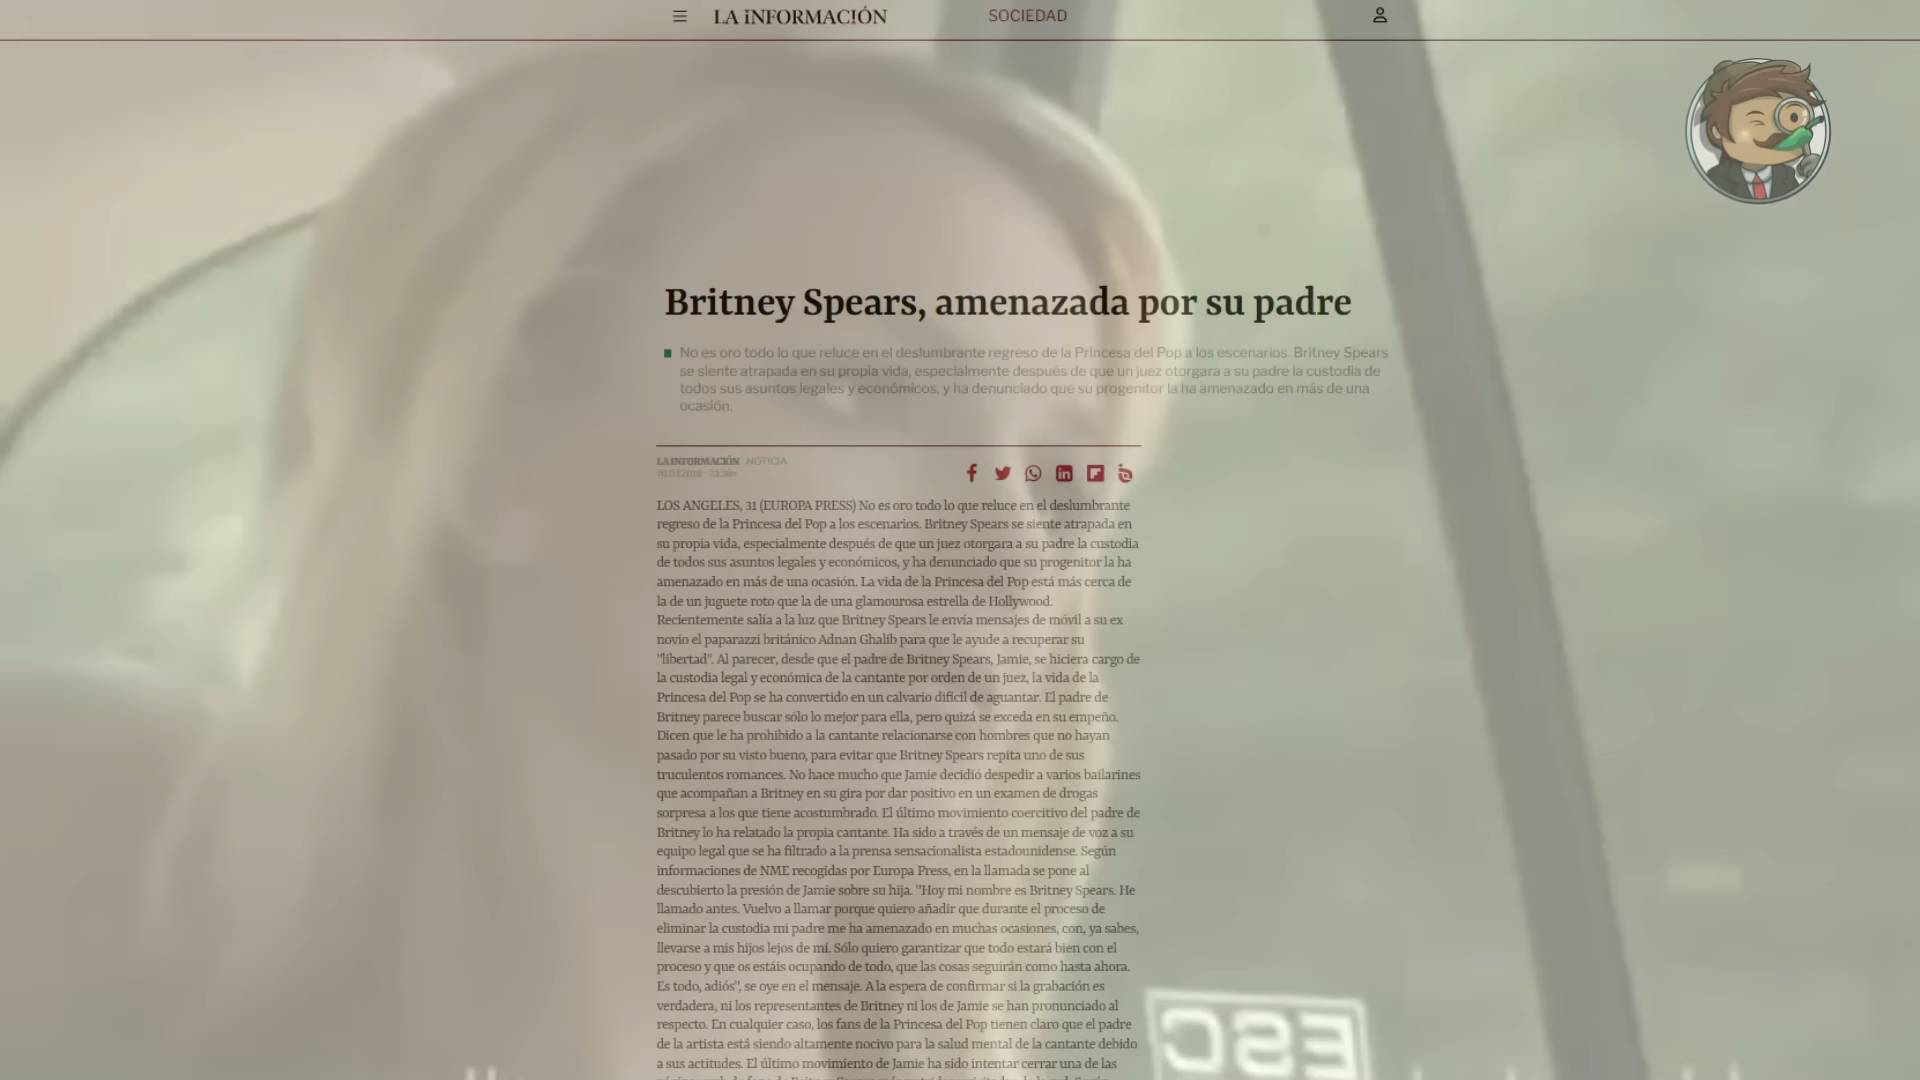 LA iNFORMACIÓN
SOCIEDAD
Britney Spears, amenazada por su padre
No es oro todo lo que reluce en el deslumbrante regreso de la Princesa del Pop a los escenarios. Britney Spears
se siente atrapada en su propia vida, especialmente después de que un juez otorgara a su padre la custodia de
todos sus asuntos legales y económicos, y ha denunciado que su progenitor la ha amenazado en más de una
ocasión.
LA INFORMACIÓN NOTICIA
LOS ANGELES, 31 (EUROPA PRESS) No es oro todo lo que reluce en el deslumbrante
regreso de la Princesa del Pop a los escenarios. Britney Spears se siente atrapada en
su propia vida, especialmente después de que un juez otorgara a su padre la custodia
de todos sus asuntos legales y económicos, y ha denunciado que su progenitor la ha
amenazado en más de una ocasión. La vida de la Princesa del Pop está más cerca de
la de un juguete roto que la de una glamourosa estrella de Hollywood.
Recientemente salía a la luz que Britney Spears le envía mensajes de móvil a su ex
novio el paparazzi británico Adnan Ghalib para que le ayude a recuperar su
"libertad". Al parecer, desde que el padre de Britney Spears, Jamie, se hiciera cargo de
la custodia legal y económica de la cantante por orden de un juez, la vida de la
Princesa del Pop se ha convertido en un calvario difícil de aguantar. El padre de
Britney parece buscar sólo lo mejor para ella, pero quizá se exceda en su empeño.
Dicen que le ha prohibido a la cantante relacionarse con hombres que no hayan
pasado por su visto bueno, para evitar que Britney Spears repita uno de sus
truculentos romances. No hace mucho que Jamie decidió despedir a varios bailarines
que acompañan a Britney en su gira por dar positivo en un examen de drogas
sorpresa a los que tiene acostumbrado. El último movimiento coercitivo del padre de
Britney lo ha relatado la propia cantante. Ha sido a través de un mensaje de voz a su
equipo legal que se ha filtrado a la prensa sensacionalista estadounidense. Según
informaciones de NME recogidas por Europa Press, en la llamada se pone al
descubierto la presión de Jamie sobre su hija. "Hoy mi nombre es Britney Spears. He
llamado antes. Vuelvo a llamar porque quiero añadir que durante el proceso de
eliminar la custodia mi padre me ha amenazado en muchas ocasiones, con, ya sabes,
llevarse a mis hijos lejos de mí. Sólo quiero garantizar que todo estará bien con el
proceso y que os estáis ocupando de todo, que las cosas seguirán como hasta ahora.
Es todo, adiós", se oye en el mensaje. A la espera de confirmar si la grabación es
verdadera, ni los representantes de Britney ni los de Jamie se han pronunciado al
respecto. En cualquier caso, los fans de la Princesa del Pop tienen claro que el padre
de la artista está siendo altamente nocivo para la salud mental de la cantante debido
a sus actitudes. El último movimiento de Jamie ha sido intentar cerrar una de las
ESC